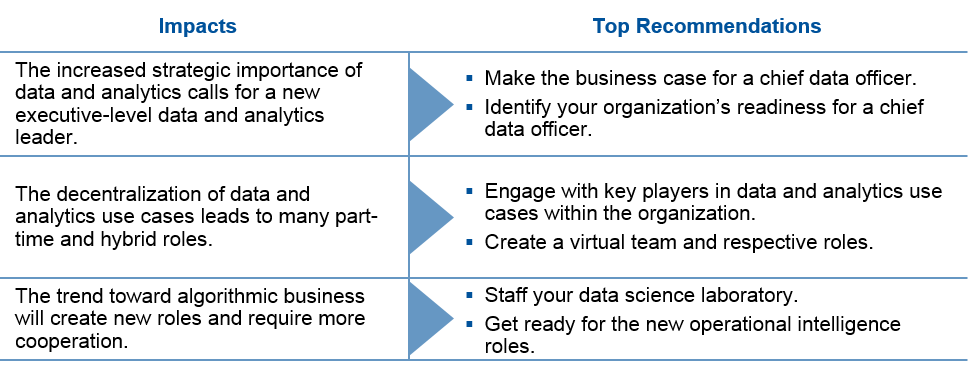 Impacts
Top Recommendations
The increased strategic importance of
data and analytics calls for a new
executive-level data and analytics
leader.
▪ Make the business case for a chief data officer.
▪ Identify your organization’s readiness for a chief
data officer.
The decentralization of data and
analytics use cases leads to many part-
time and hybrid roles.
▪ Engage with key players in data and analytics use
cases within the organization.
▪ Create a virtual team and respective roles.
The trend toward algorithmic business
will create new roles and require more
cooperation.
▪ Staff your data science laboratory.
▪ Get ready for the new operational intelligence
roles.